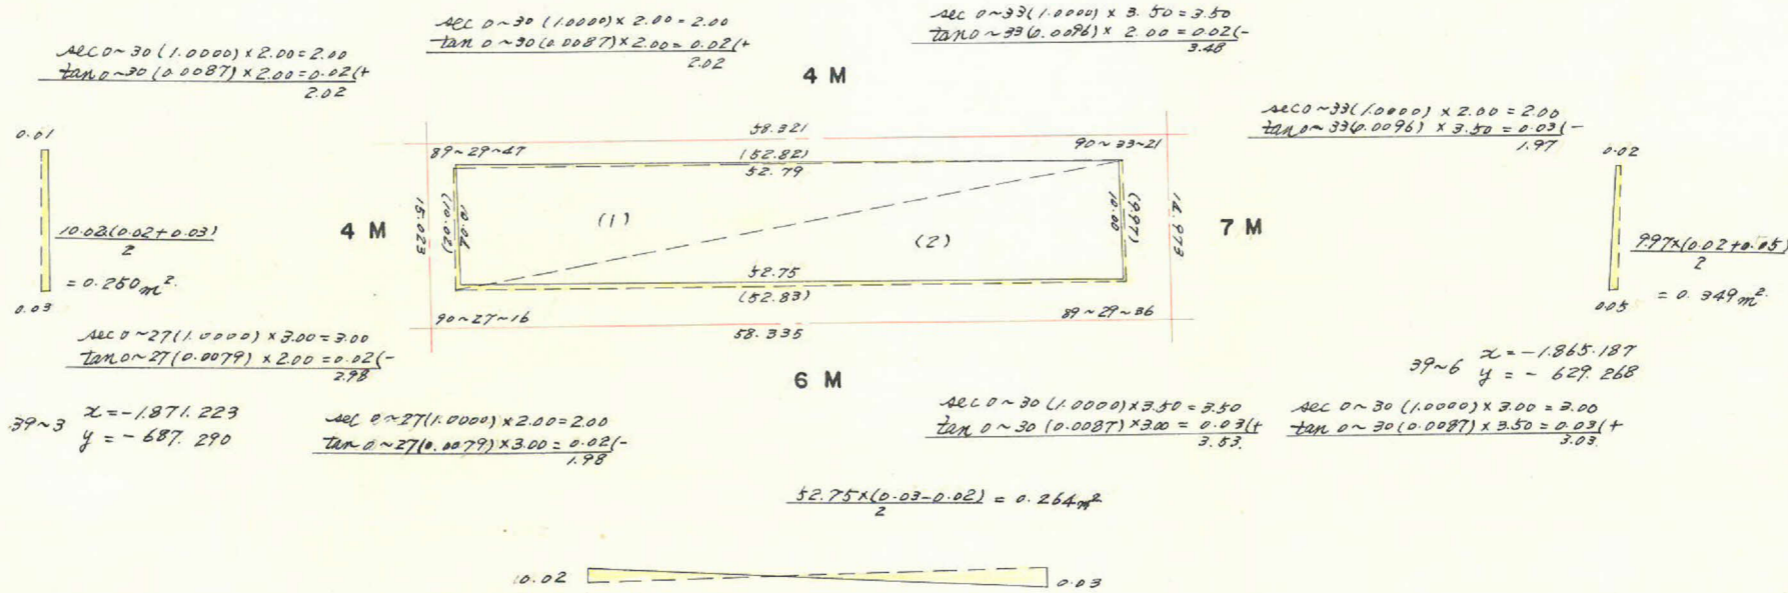 sec 0~30 (1.0000) x 2.00 = 2.00
tan 0~30 (0.0087) x 2.00 = 0.02 (+
2.02
sec 0~30 (1.0000) x 2.00 = 2.00
tan 0~30 (0.0087) x 2.00 = 0.02 (+
2.02
sec 0~33 (1.0000) x 3.50 = 3.50
tan 0~33 (0.0096) x 2.00 = 0.02 (-
3.48
4 M
sec 0~33 (1.0000) x 2.00 = 2.00
tan 0~33 (0.0096) x 3.50 = 0.03 (-
1.97
0.01
10.02(0.02+0.03)
2
= 0.250 m².
0.03
58.321
89~29~47
(52.82)
90~33~21
52.79
4 M
15.023
(10.02)
10.02
(1)
(2)
10.00
(9.97)
14.973
7 M
52.75
(52.83)
90~27~16
89~29~36
58.335
6 M
0.02
9.97x(0.02+0.05)
2
= 0.349 m².
0.05
sec 0~27 (1.0000) x 3.00 = 3.00
tan 0~27 (0.0079) x 2.00 = 0.02 (-
2.98
39~3
x = -1.871.223
y = - 687. 290
sec 0~27 (1.0000) x 2.00 = 2.00
tan 0~27 (0.0079) x 3.00 = 0.02 (-
1.98
39~6
x = -1.865.187
y = - 629. 268
sec 0~30 (1.0000) x 3.50 = 3.50
tan 0~30 (0.0087) x 3.00 = 0.03 (+
3.53.
sec 0~30 (1.0000) x 3.00 = 3.00
tan 0~30 (0.0087) x 3.50 = 0.03 (+
3.03.
52.75x(0.03-0.02)
2
= 0.264 m²
10.02
0.03